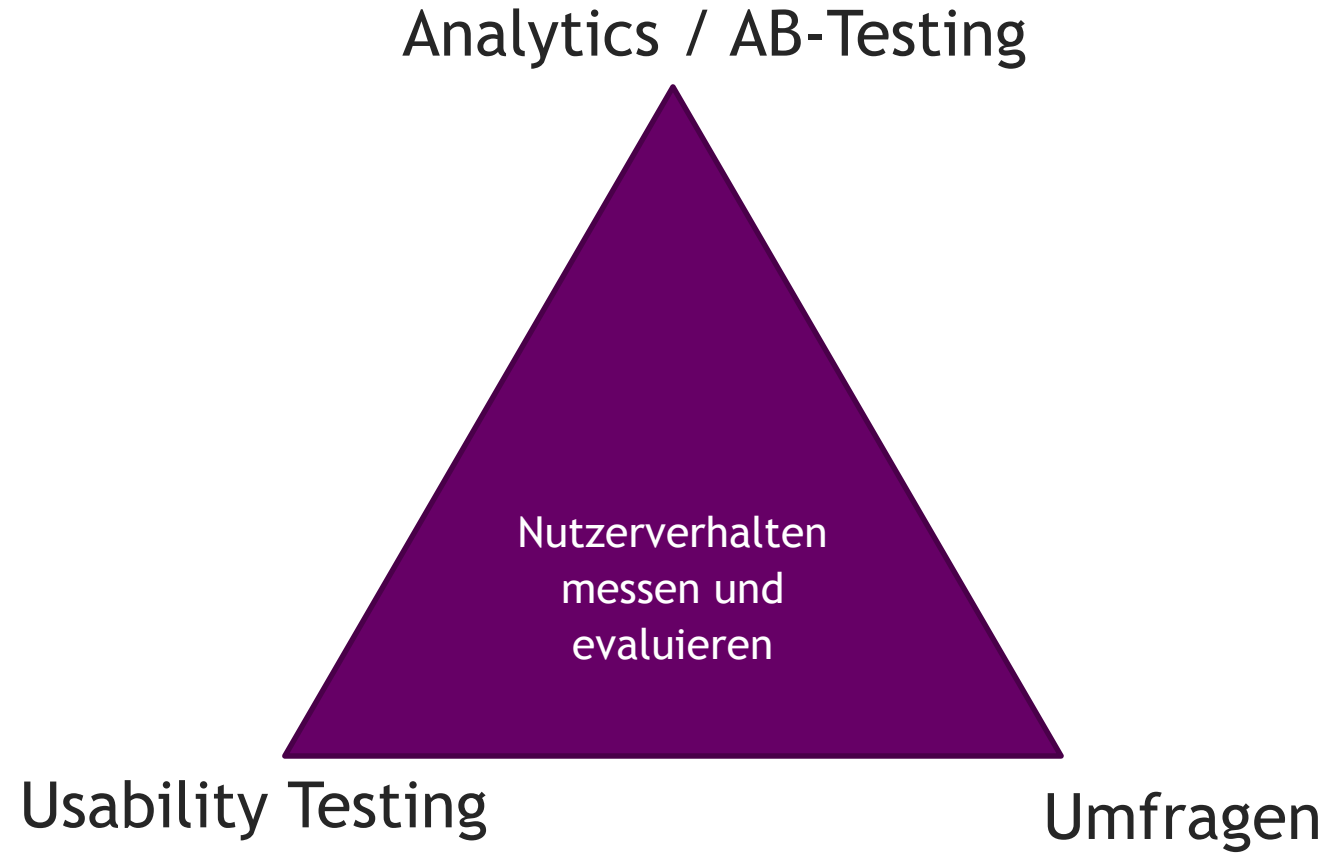 Analytics / AB-Testing
Nutzerverhalten
messen und
evaluieren
Usability Testing
Umfragen